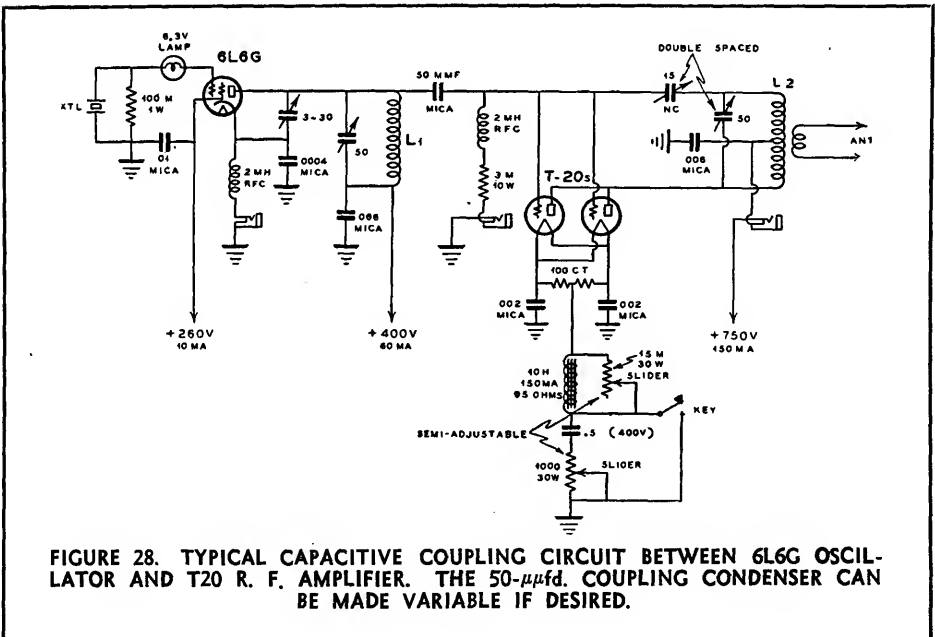 6.3V
LAMP
6L6G
XTL
100 M
1 W
.01
MICA
2 MH
RFC
3-30
.0004
MICA
50
L1
.006
MICA
50 MMF
MICA
2 MH
RFC
3 M
10W
DOUBLE SPACED
15
NC
L2
50
.006
MICA
ANT
T-20s
100 CT
.002
MICA
.002
MICA
+260V
10 MA
+400V
60 MA
+750V
150 MA
10H
150MA
95 OHMS
15 M
30 W
SLIDER
KEY
SEMI-ADJUSTABLE
.5 (400V)
1000
30W
SLIDER
FIGURE 28. TYPICAL CAPACITIVE COUPLING CIRCUIT BETWEEN 6L6G OSCIL-
LATOR AND T20 R. F. AMPLIFIER. THE 50-μμfd. COUPLING CONDENSER CAN
BE MADE VARIABLE IF DESIRED.